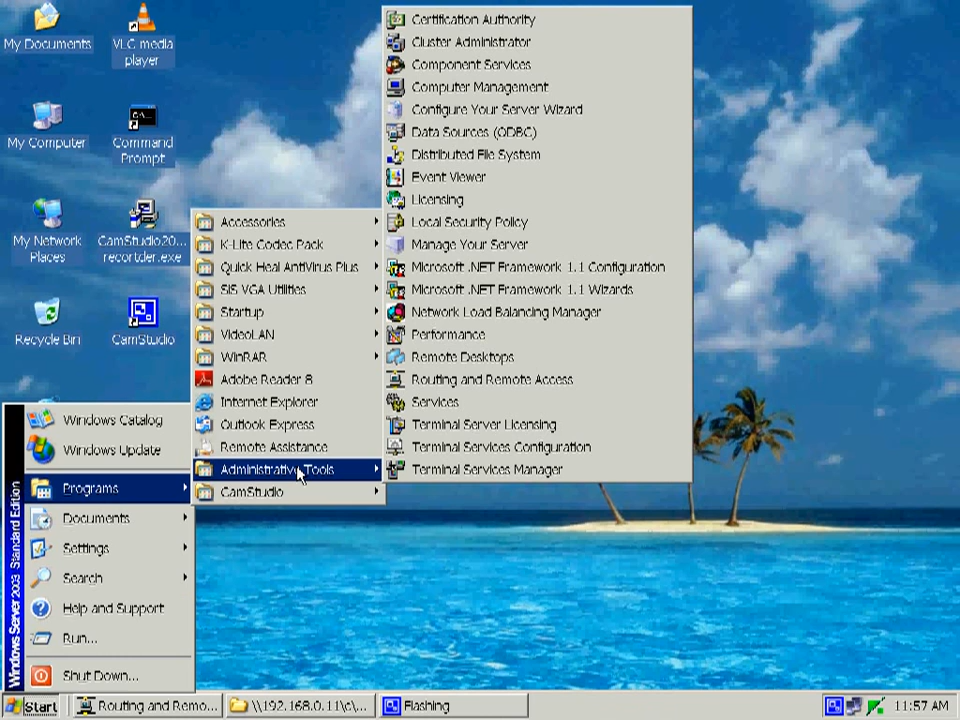 My Documents
VLC media
player
My Computer
Command
Prompt
My Network
Places
CamStudio20...
recortder.exe
Recycle Bin
CamStudio
Certification Authority
Cluster Administrator
Component Services
Computer Management
Configure Your Server Wizard
Data Sources (ODBC)
Distributed File System
Event Viewer
Licensing
Local Security Policy
Manage Your Server
Microsoft .NET Framework 1.1 Configuration
Microsoft .NET Framework 1.1 Wizards
Network Load Balancing Manager
Performance
Remote Desktops
Routing and Remote Access
Services
Terminal Server Licensing
Terminal Services Configuration
Terminal Services Manager
Accessories
K-Lite Codec Pack
Quick Heal AntiVirus Plus
SiS VGA Utilities
Startup
VideoLAN
WinRAR
Adobe Reader 8
Internet Explorer
Outlook Express
Remote Assistance
Administrative Tools
CamStudio
Windows Catalog
Windows Update
Programs
Documents
Settings
Search
Help and Support
Run...
Shut Down...
Windows Server 2003 Standard Edition
Start
Routing and Remo...
\\192.168.0.11\c\...
Flashing
11:57 AM